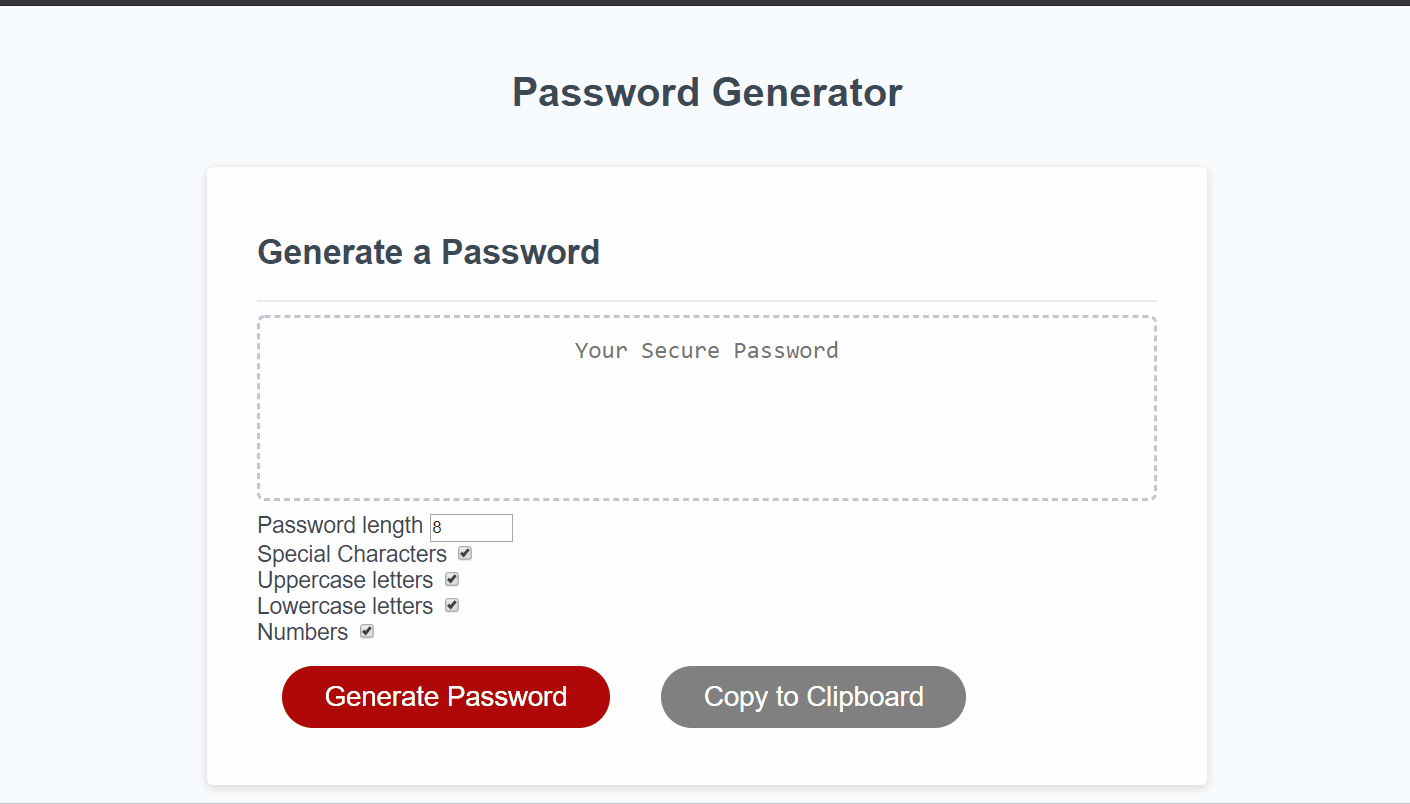 Password Generator
Generate a Password
Your Secure Password
Password length 8
Special Characters
Uppercase letters
Lowercase letters
Numbers
Generate Password Copy to Clipboard